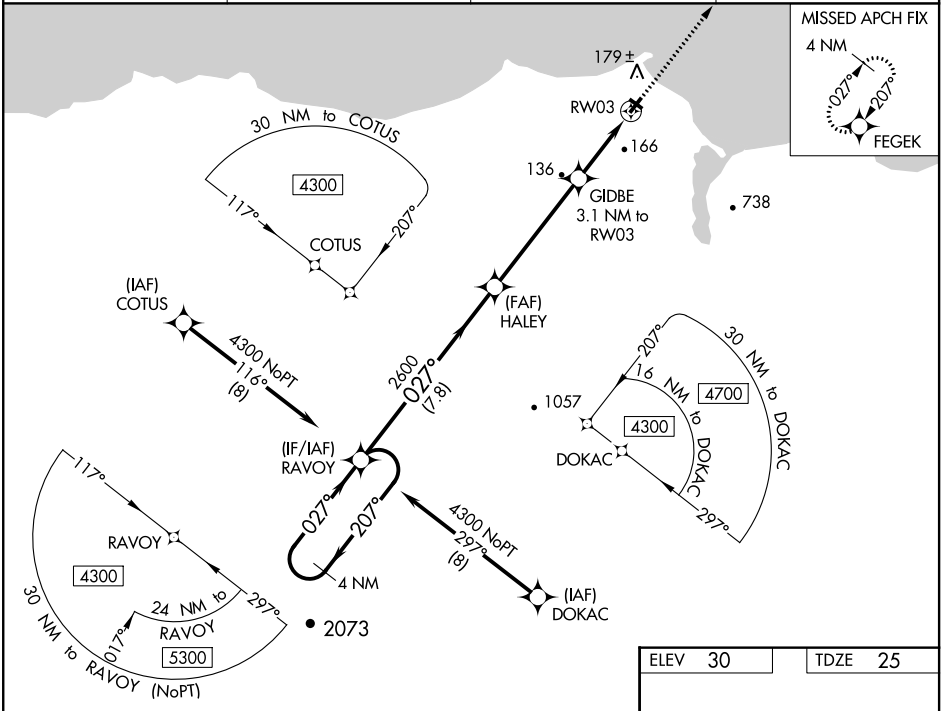 MISSED APCH FIX
4 NM
027°
207°
FEGEK
179 ±
RW03
166
136
GIDBE
3.1 NM to
RW03
738
30 NM to COTUS
4300
117°
207°
COTUS
(IAF)
COTUS
4300 NoPT
116°
(8)
(FAF)
HALEY
2600
027°
(7.8)
1057
207°
30 NM to DOKAC
16 NM to DOKAC
4700
4300
DOKAC
297°
(IF/IAF)
RAVOY
027°
207°
4 NM
4300 NoPT
297°
(8)
(IAF)
DOKAC
117°
RAVOY
4300
297°
24 NM to
RAVOY
017°
5300
30 NM to RAVOY (NoPT)
2073
ELEV 30
TDZE 25